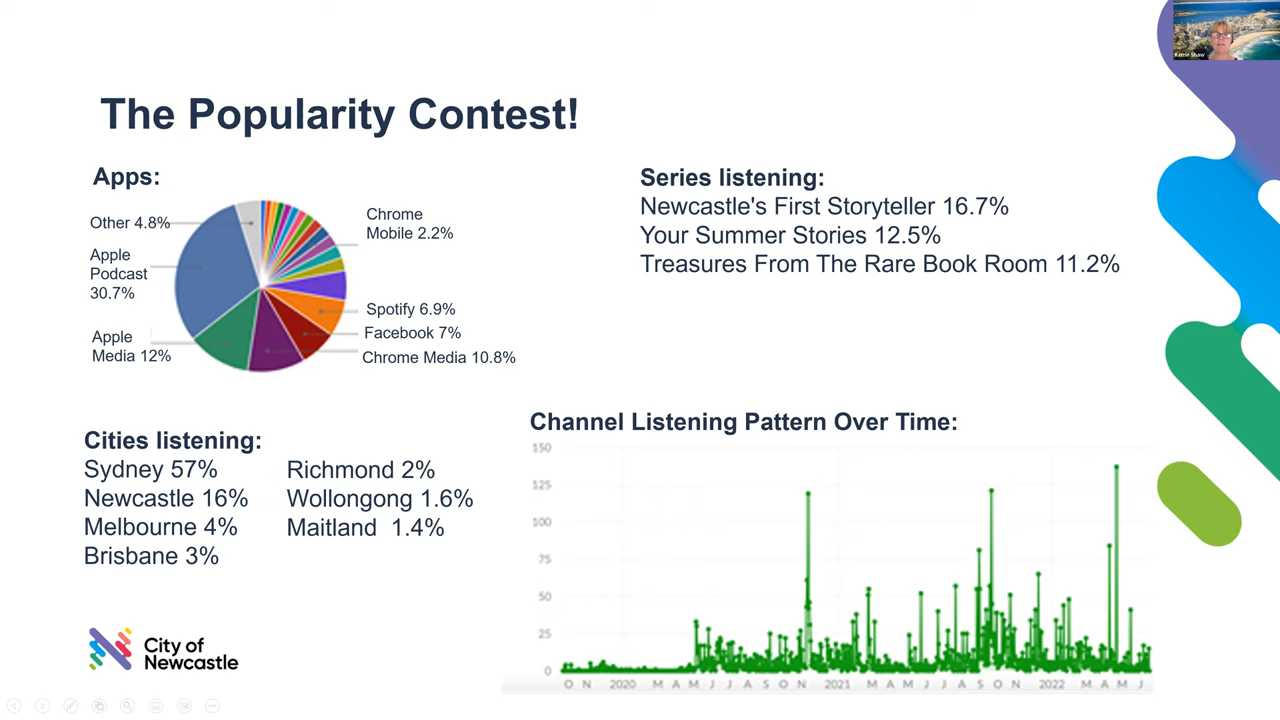 Kerrie Shaw
The Popularity Contest!
Apps:
Other 4.8%
Apple
Podcast
30.7%
Apple
Media 12%
Chrome
Mobile 2.2%
Spotify 6.9%
Facebook 7%
Chrome Media 10.8%
Series listening:
Newcastle's First Storyteller 16.7%
Your Summer Stories 12.5%
Treasures From The Rare Book Room 11.2%
Cities listening:
Sydney 57%
Newcastle 16%
Melbourne 4%
Brisbane 3%
Richmond 2%
Wollongong 1.6%
Maitland 1.4%
Channel Listening Pattern Over Time:
150
125
100
75
50
25
0
O N 2020 M A M J J A S O N 2021 M A M J J A S O N 2022 M A M J
City of
Newcastle